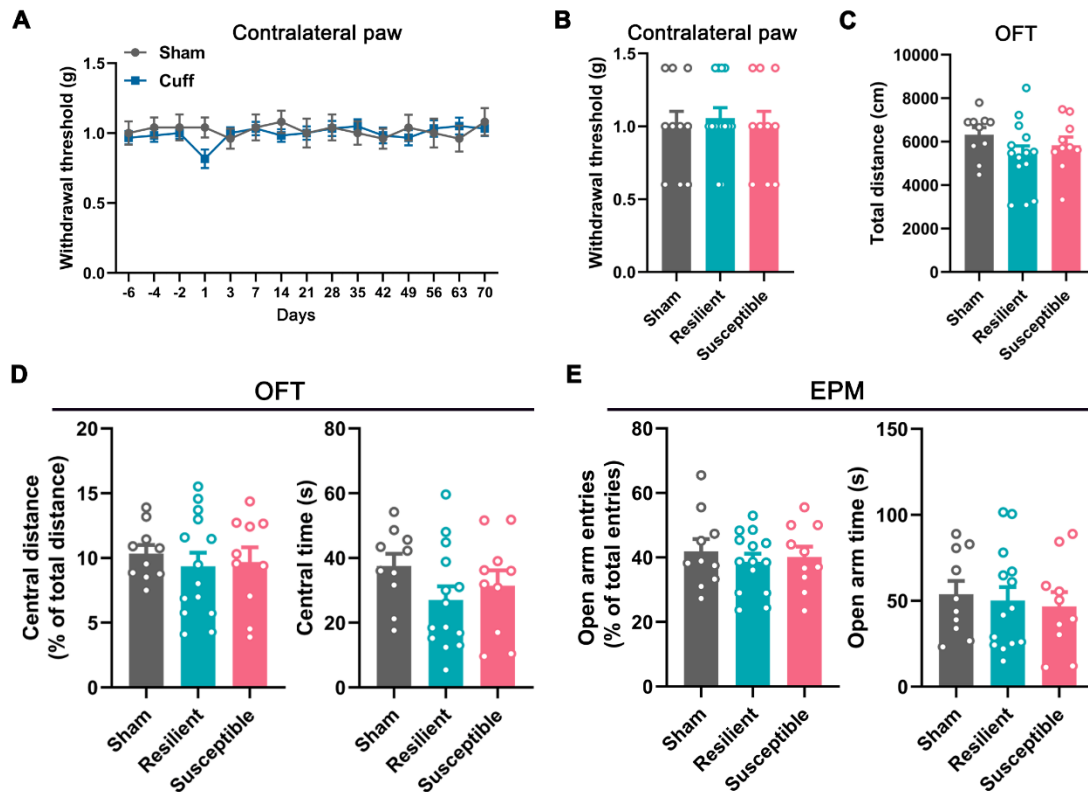 A
Contralateral paw
Sham
Cuff
Withdrawal threshold (g)
1.5
1.0
0.5
0.0
-6 -4 -2 1 3 7 14 21 28 35 42 49 56 63 70
Days
B
Contralateral paw
Withdrawal threshold (g)
1.5
1.0
0.5
0.0
Sham
Resilient
Susceptible
C
OFT
Total distance (cm)
10000
8000
6000
4000
2000
0
Sham
Resilient
Susceptible
D
OFT
Central distance
(% of total distance)
20
15
10
5
0
Sham
Resilient
Susceptible
Central time (s)
80
60
40
20
0
Sham
Resilient
Susceptible
E
EPM
Open arm entries
(% of total entries)
80
60
40
20
0
Sham
Resilient
Susceptible
Open arm time (s)
150
100
50
0
Sham
Resilient
Susceptible